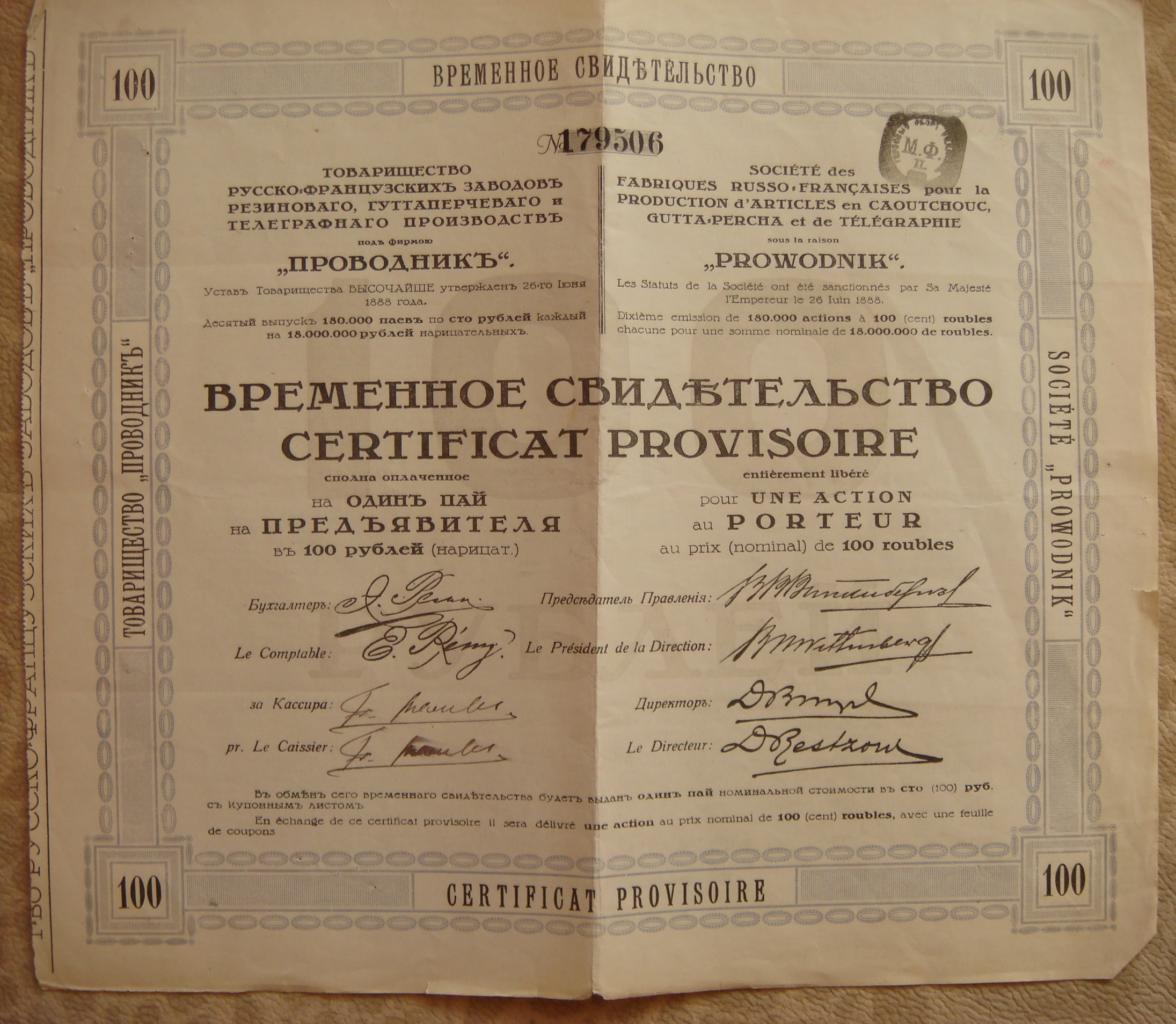 100
ВРЕМЕННОЕ СВИДѢТЕЛЬСТВО
100
№179506
М.Ф.
ТОВАРИЩЕСТВО
РУССКО-ФРАНЦУЗСКИХЪ ЗАВОДОВЪ
РЕЗИНОВАГО, ГУТТАПЕРЧЕВАГО и
ТЕЛЕГРАФНАГО ПРОИЗВОДСТВЪ
подъ фирмою
„ПРОВОДНИКЪ“.
Уставъ Товарищества ВЫСОЧАЙШЕ утвержденъ 26-го Іюня
1888 года.
Десятый выпускъ 180.000 паевъ по сто рублей каждый
на 18.000.000 рублей нарицательныхъ.
SOCIÉTÉ des
FABRIQUES RUSSO-FRANÇAISES pour la
PRODUCTION d'ARTICLES en CAOUTCHOUC,
GUTTA-PERCHA et de TÉLÉGRAPHIE
sous la raison
„PROWODNIK“.
Les Statuts de la Société ont été sanctionnés par Sa Majesté
l'Empereur le 26 Iuin 1888.
Dixième emission de 180.000 actions à 100 (cent) roubles
chacune pour une somme nominale de 18.000.000 de roubles.
ВРЕМЕННОЕ СВИДѢТЕЛЬСТВО
CERTIFICAT PROVISOIRE
сполна оплаченное
на ОДИНЪ ПАЙ
на ПРЕДЪЯВИТЕЛЯ
въ 100 рублей (нарицат.)
entièrement libéré
pour UNE ACTION
au PORTEUR
au prix (nominal) de 100 roubles
Бухгалтеръ:
Предсѣдатель Правленія:
Le Comptable: E. Rémy
Le Président de la Direction: Wittenberg
за Кассира:
Директоръ:
pr. Le Caissier:
Le Directeur:
Въ обмѣнъ сего временнаго свидѣтельства будетъ выданъ одинъ пай номинальной стоимости въ сто (100) руб.
съ купоннымъ листомъ
En échange de ce certificat provisoire il sera délivré une action au prix nominal de 100 (cent) roubles, avec une feuille
de coupons
100
CERTIFICAT PROVISOIRE
100
ТОВАРИЩЕСТВО „ПРОВОДНИКЪ“
SOCIÉTÉ „PROWODNIK“